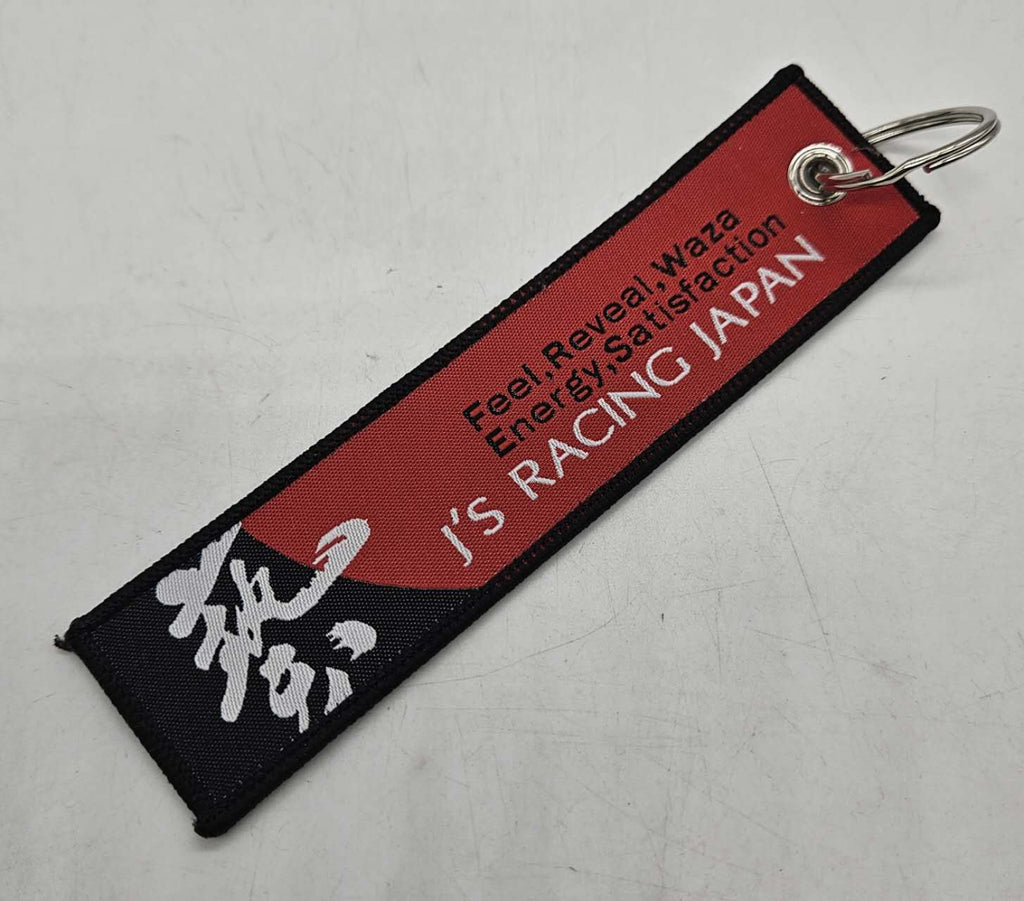 Feel,Reveal,Waza
Energy,Satisfaction
J'S RACING JAPAN